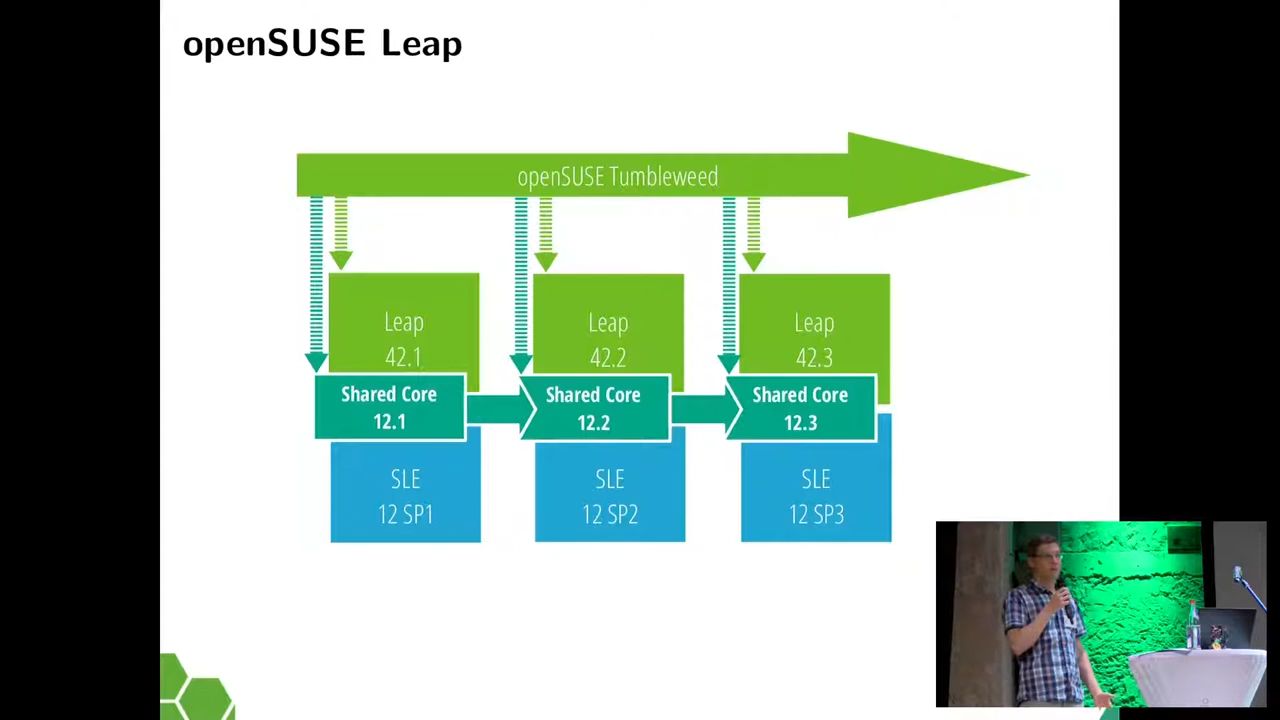 openSUSE Leap
openSUSE Tumbleweed
Leap
42.1
Leap
42.2
Leap
42.3
Shared Core
12.1
Shared Core
12.2
Shared Core
12.3
SLE
12 SP1
SLE
12 SP2
SLE
12 SP3